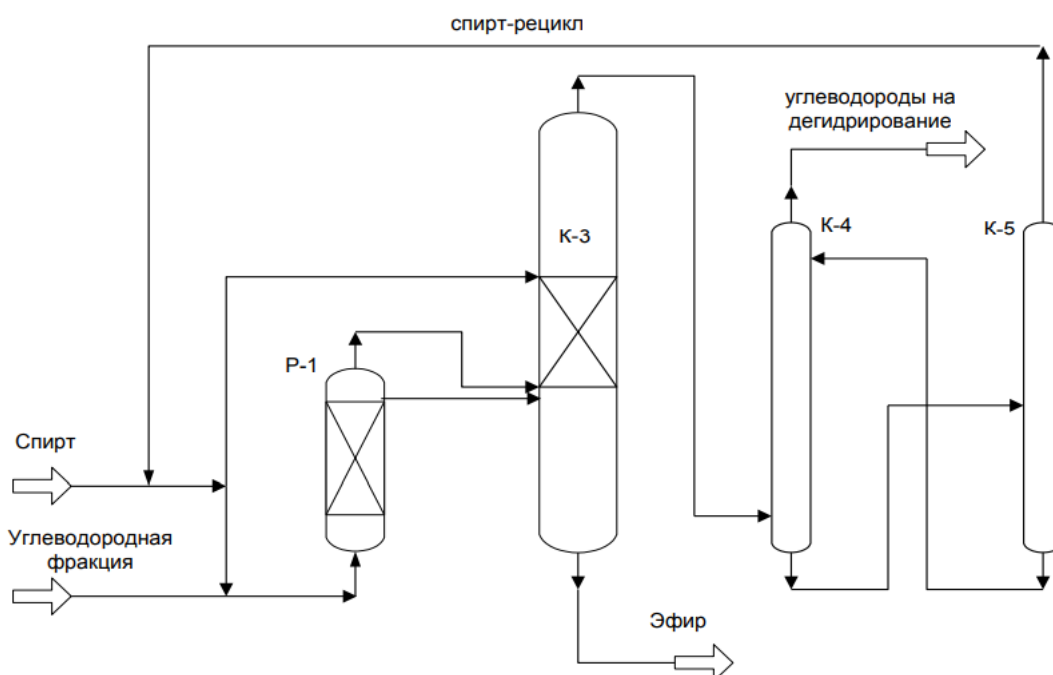 спирт-рецикл
углеводороды на
дегидрирование
К-4
К-5
К-3
Р-1
Спирт
Углеводородная
фракция
Эфир